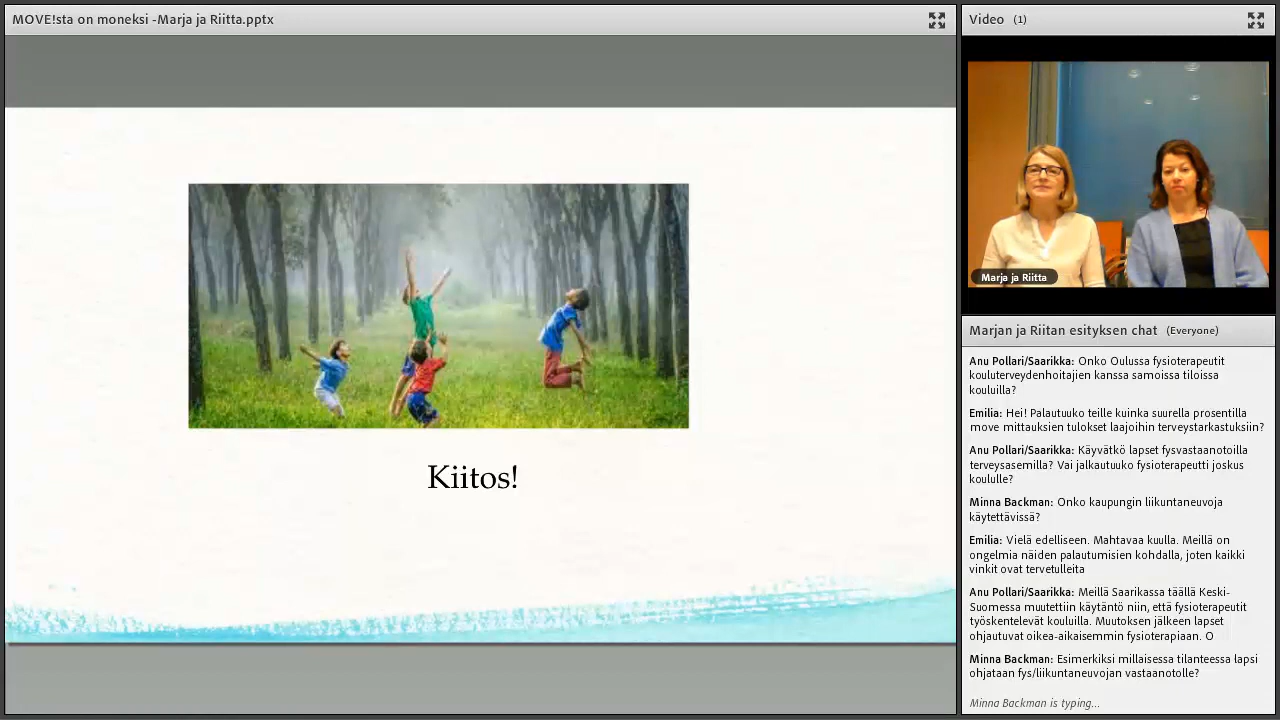 MOVE!sta on moneksi -Marja ja Riitta.pptx
Kiitos!
Video (1)
Marja ja Riitta
Marjan ja Riitan esityksen chat (Everyone)
Anu Pollari/Saarikka: Onko Oulussa fysioterapeutit
kouluterveydenhoitajien kanssa samoissa tiloissa
kouluilla?
Emilia: Hei! Palautuuko teille kuinka suurella prosentilla
move mittauksien tulokset laajoihin terveystarkastuksiin?
Anu Pollari/Saarikka: Käyvätkö lapset fysvastaanotoilla
terveysasemilla? Vai jalkautuuko fysioterapeutti joskus
koululle?
Minna Backman: Onko kaupungin liikuntaneuvoja
käytettävissä?
Emilia: Vielä edelliseen. Mahtavaa kuulla. Meillä on
ongelmia näiden palautumisien kohdalla, joten kaikki
vinkit ovat tervetulleita
Anu Pollari/Saarikka: Meillä Saarikassa täällä Keski-
Suomessa muutettiin käytäntö niin, että fysioterapeutit
työskentelevät kouluilla. Muutoksen jälkeen lapset
ohjautuvat oikea-aikaisemmin fysioterapiaan. O
Minna Backman: Esimerkiksi millaisessa tilanteessa lapsi
ohjataan fys/liikuntaneuvojan vastaanotolle?
Minna Backman is typing...